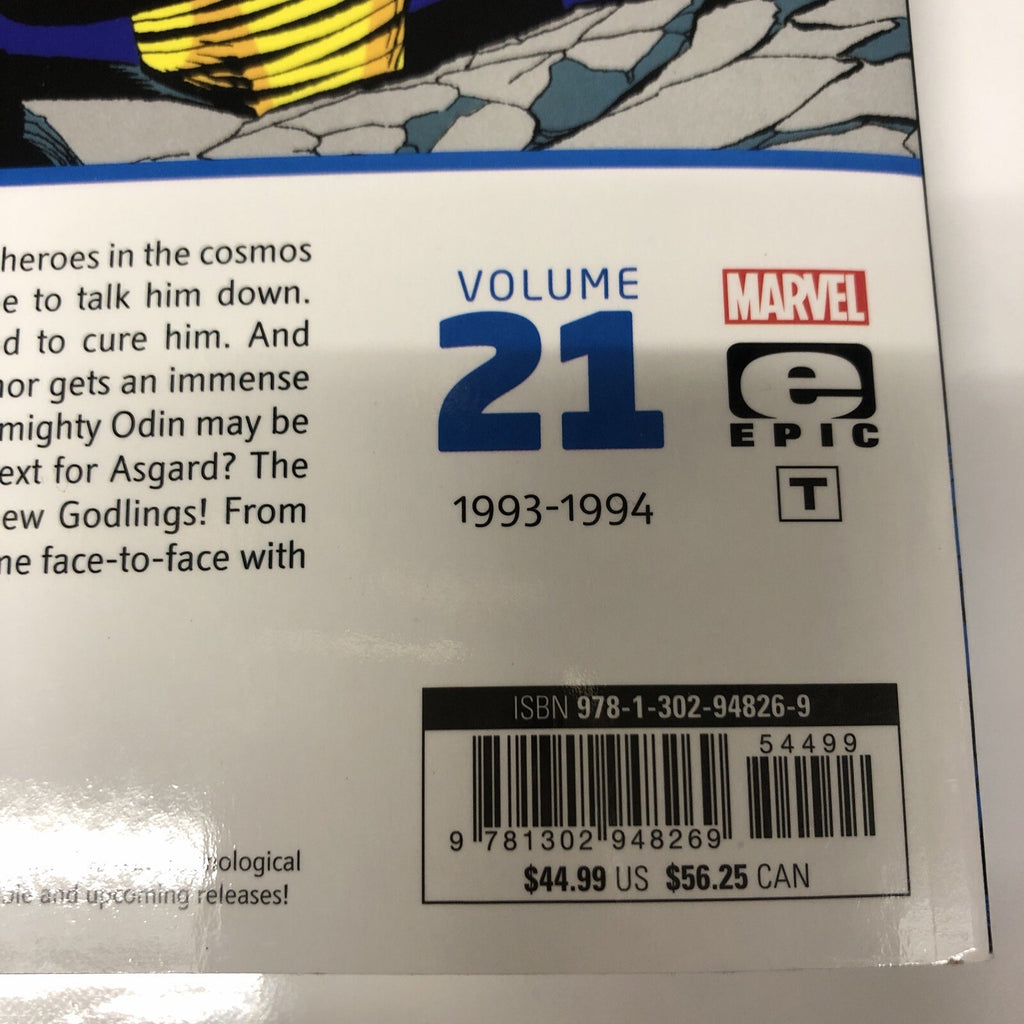 heroes in the cosmos
e to talk him down.
d to cure him. And
or gets an immense
mighty Odin may be
ext for Asgard? The
ew Godlings! From
ne face-to-face with
VOLUME
21
1993-1994
MARVEL
e
EPIC
T
ological
and upcoming releases!
ISBN 978-1-302-94826-9
54499
9 781302 948269
$44.99 US $56.25 CAN